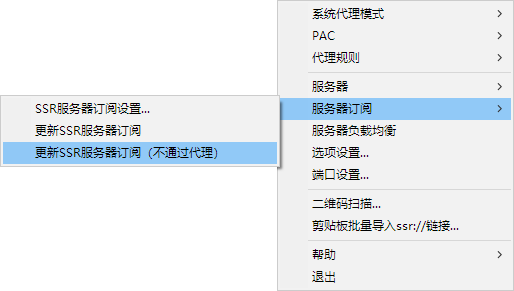 系统代理模式
PAC
代理规则
服务器
服务器订阅
SSR服务器订阅设置...
更新SSR服务器订阅
更新SSR服务器订阅（不通过代理）
服务器负载均衡
选项设置...
端口设置...
二维码扫描...
剪贴板批量导入ssr://链接...
帮助
退出